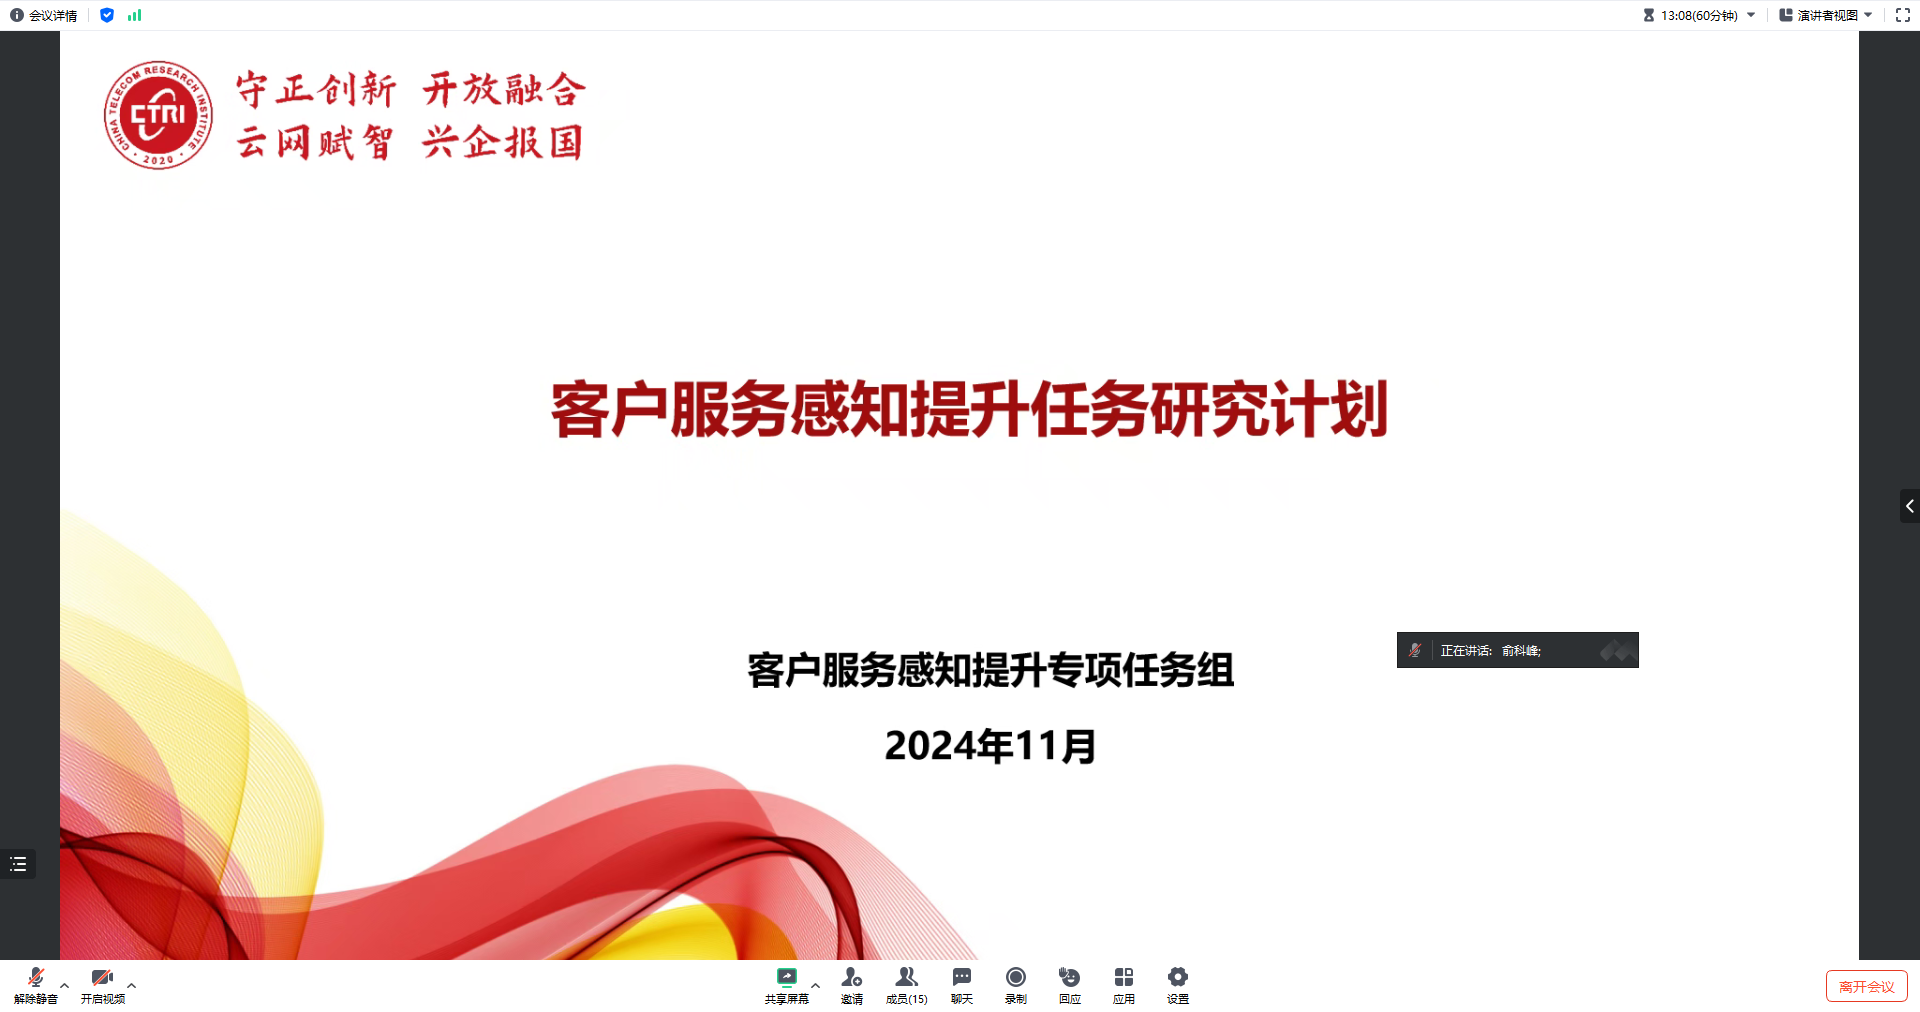 会议详情
13:08(60分钟)
演讲者视图
CHINA TELECOM RESEARCH INSTITUTE
CTRI
· 2020 ·
守正创新 开放融合
云网赋智 兴企报国
客户服务感知提升任务研究计划
客户服务感知提升专项任务组
正在讲话: 俞科峰;
2024年11月
解除静音
开启视频
共享屏幕
邀请
成员(15)
聊天
录制
回应
应用
设置
离开会议